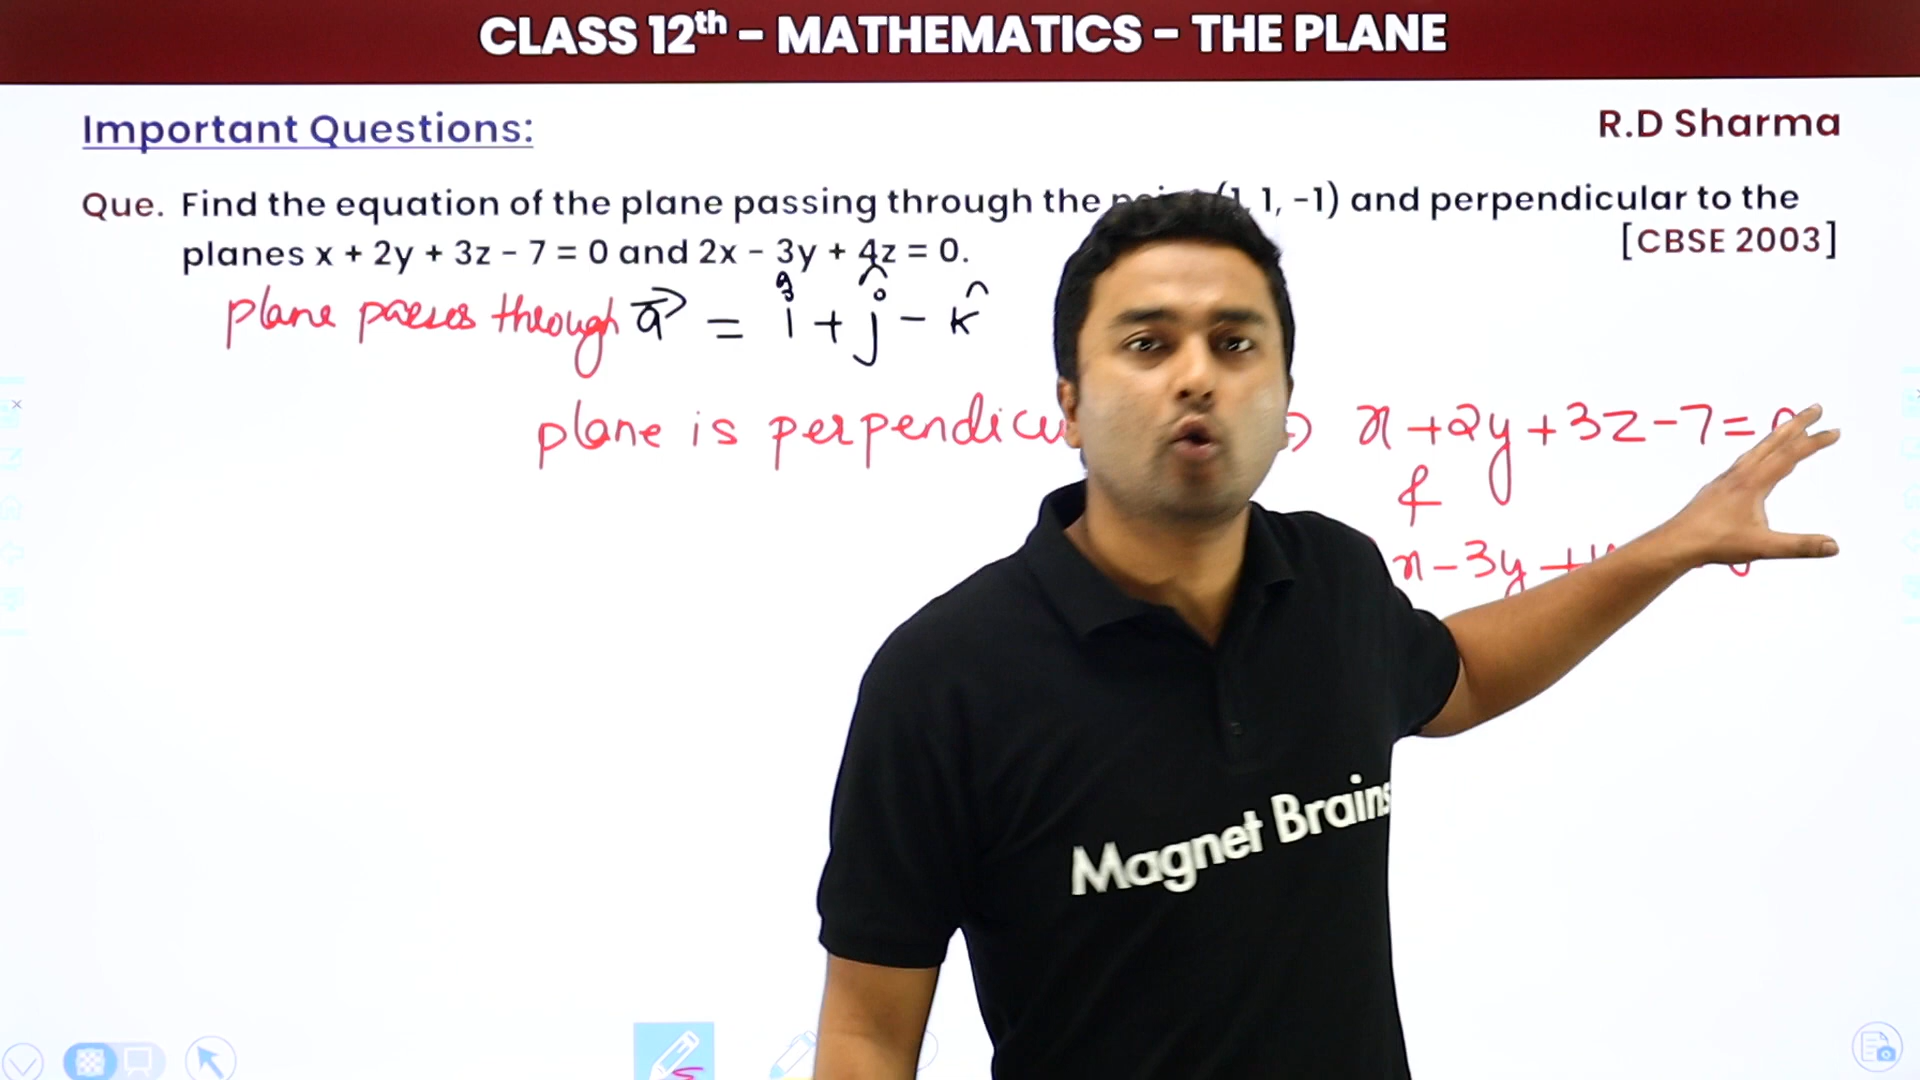 CLASS 12th – MATHEMATICS – THE PLANE
Important Questions:
R.D Sharma
Que. Find the equation of the plane passing through the (1, 1, -1) and perpendicular to the
planes x + 2y + 3z - 7 = 0 and 2x - 3y + 4z = 0.
[CBSE 2003]
plane passes through a⃗ = î + ĵ - k̂
plane is x + 2y + 3z - 7 =
&
x - 3y +
Magnet Brains